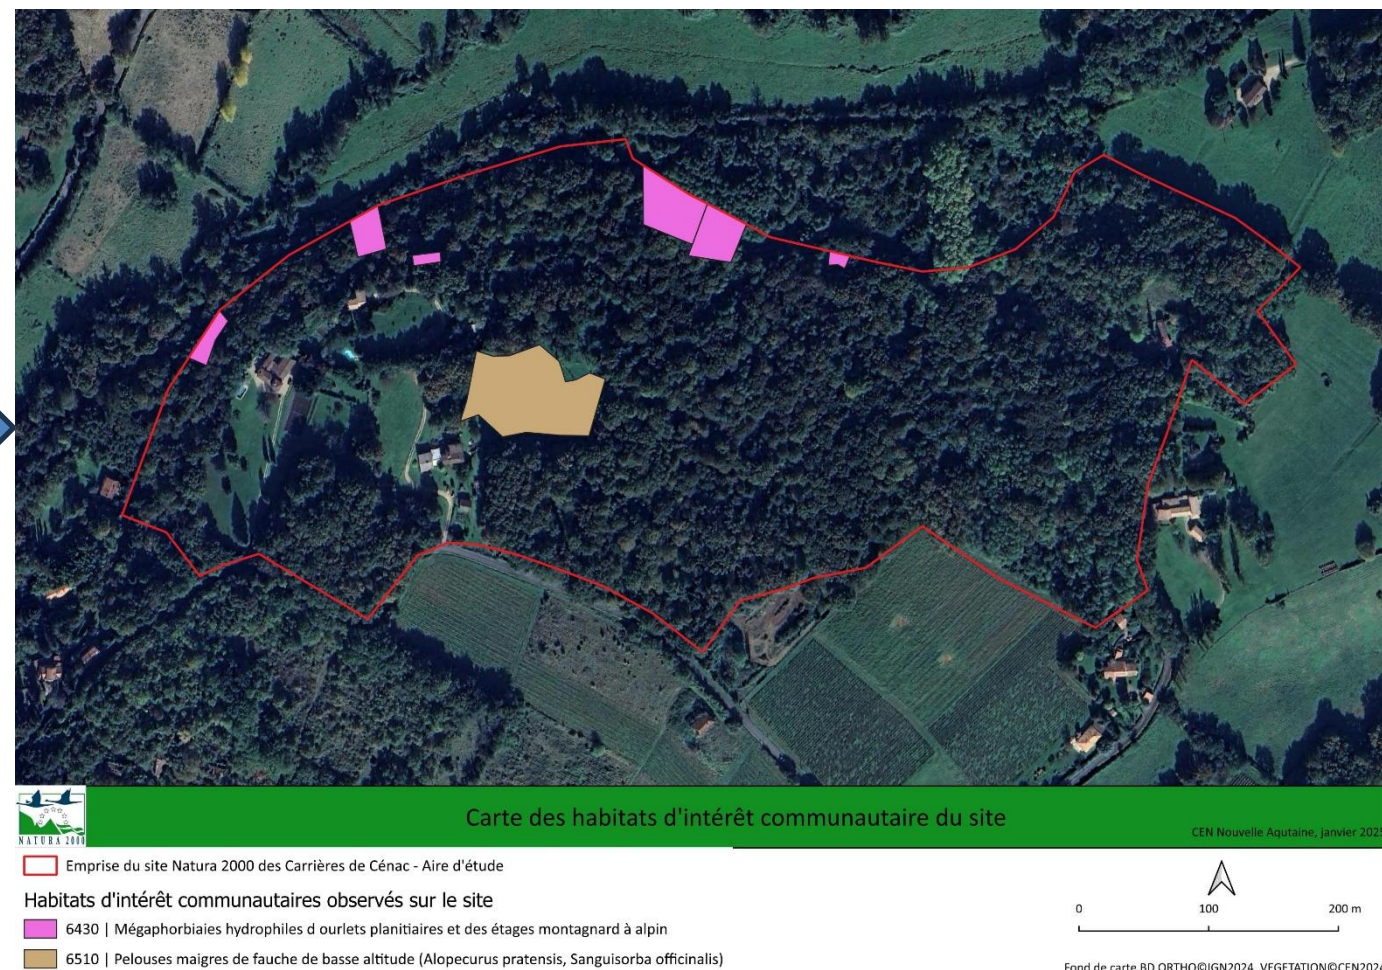 NATURA 2000
Carte des habitats d'intérêt communautaire du site
CEN Nouvelle Aqutaine, janvier 2025
Emprise du site Natura 2000 des Carrières de Cénac - Aire d'étude
Habitats d'intérêt communautaires observés sur le site
6430 | Mégaphorbiaies hydrophiles d ourlets planitiaires et des étages montagnard à alpin
6510 | Pelouses maigres de fauche de basse altitude (Alopecurus pratensis, Sanguisorba officinalis)
0 100 200 m
Fond de carte BD ORTHO©IGN2024, VEGETATION©CEN2024